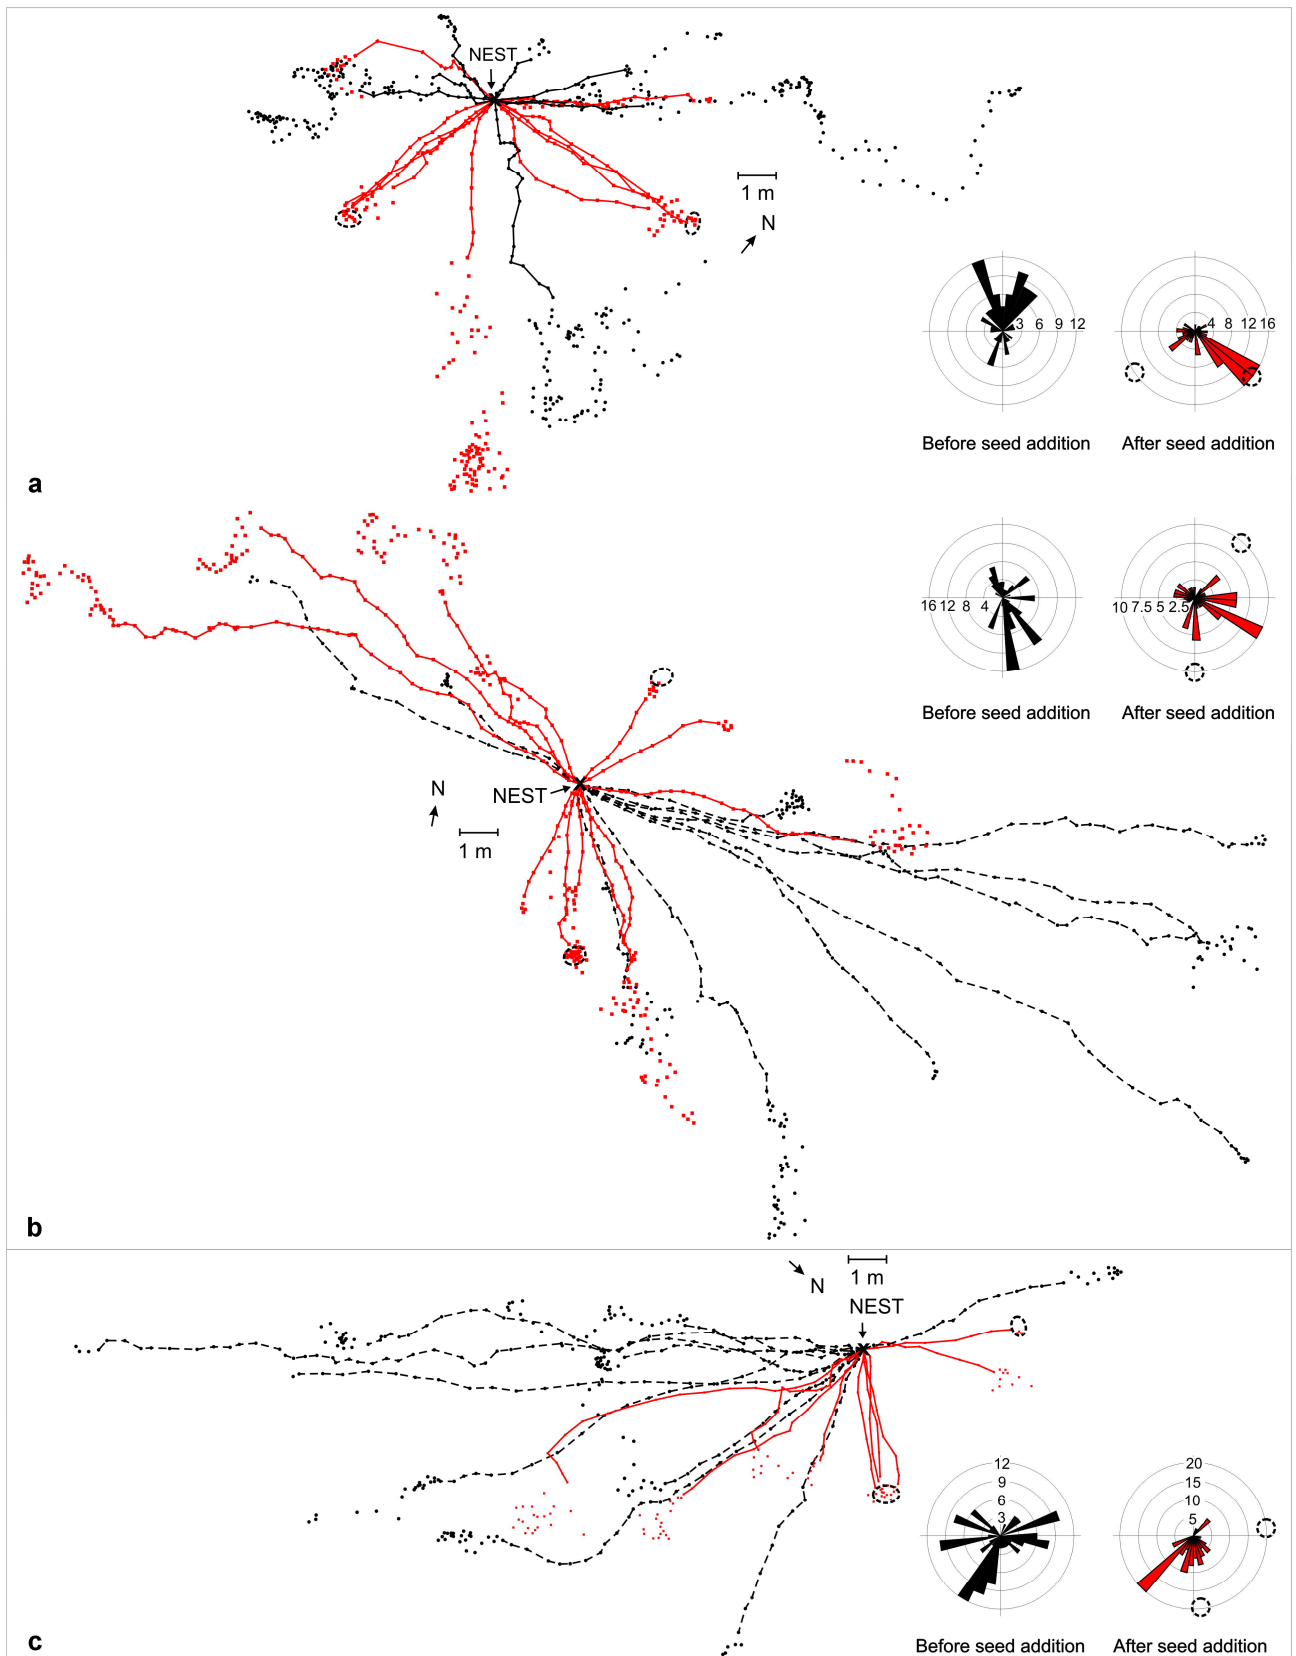 NEST
1 m
N
3 6 9 12
4 8 12 16
Before seed addition
After seed addition
a
16 12 8 4
10 7.5 5 2.5
Before seed addition
After seed addition
N
NEST
1 m
b
N
1 m
NEST
12
9
6
3
20
15
10
5
Before seed addition
After seed addition
c